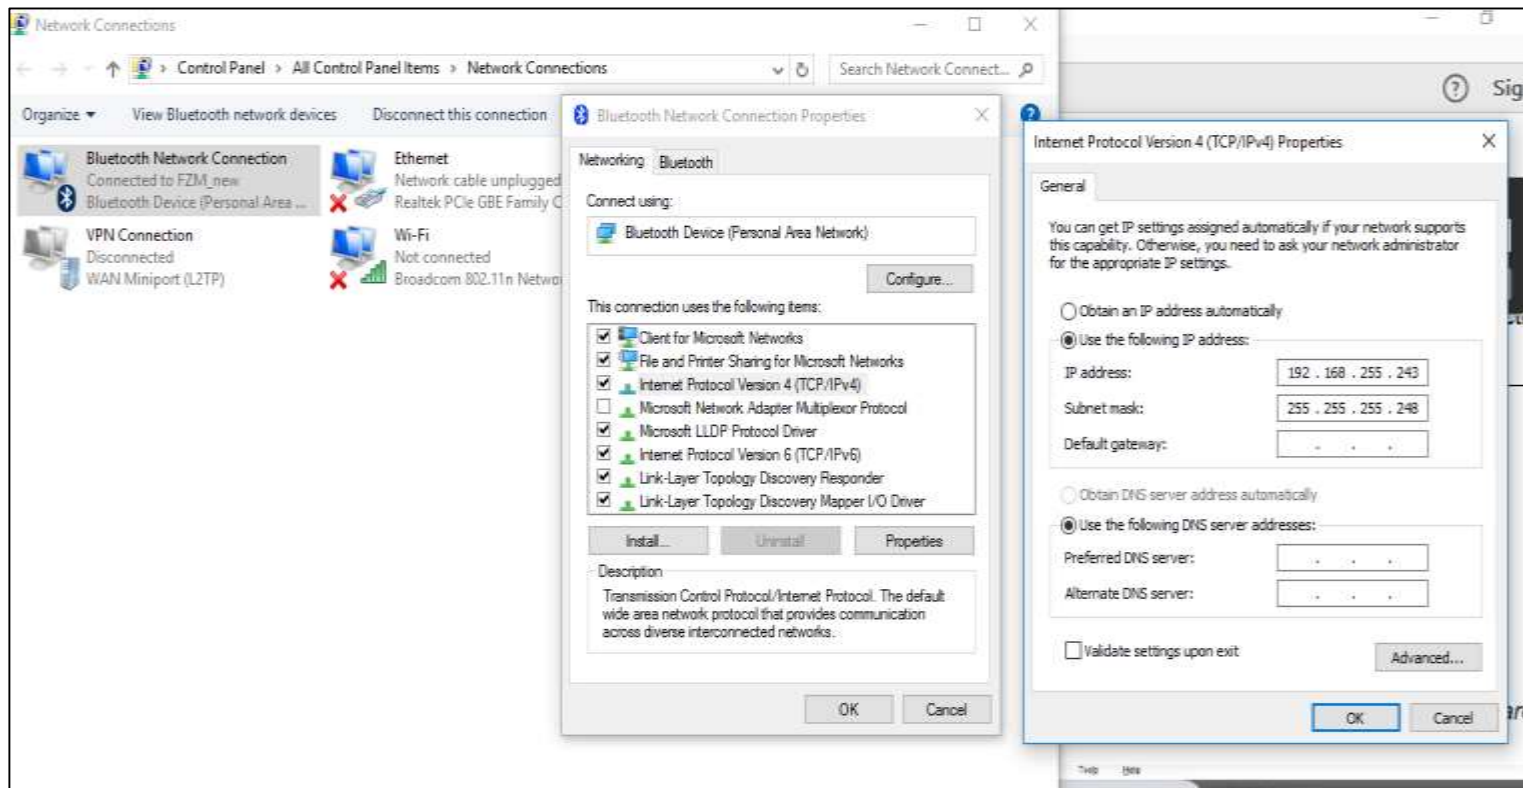 Network Connections
Control Panel > All Control Panel Items > Network Connections
Search Network Connect...
Organize
View Bluetooth network devices
Disconnect this connection
Bluetooth Network Connection
Connected to FZM_new
Bluetooth Device (Personal Area ...
Ethernet
Network cable unplugged
Realtek PCIe GBE Family C
VPN Connection
Disconnected
WAN Miniport (L2TP)
Wi-Fi
Not connected
Broadcom 802.11n Netwo
Bluetooth Network Connection Properties
Networking
Bluetooth
Connect using:
Bluetooth Device (Personal Area Network)
Configure...
This connection uses the following items:
Client for Microsoft Networks
File and Printer Sharing for Microsoft Networks
Internet Protocol Version 4 (TCP/IPv4)
Microsoft Network Adapter Multiplexor Protocol
Microsoft LLDP Protocol Driver
Internet Protocol Version 6 (TCP/IPv6)
Link-Layer Topology Discovery Responder
Link-Layer Topology Discovery Mapper I/O Driver
Install...
Uninstall
Properties
Description
Transmission Control Protocol/Internet Protocol. The default
wide area network protocol that provides communication
across diverse interconnected networks.
OK
Cancel
Sig
Internet Protocol Version 4 (TCP/IPv4) Properties
General
You can get IP settings assigned automatically if your network supports
this capability. Otherwise, you need to ask your network administrator
for the appropriate IP settings.
Obtain an IP address automatically
Use the following IP address:
IP address:
192 . 168 . 255 . 243
Subnet mask:
255 . 255 . 255 . 248
Default gateway:
. . .
Obtain DNS server address automatically
Use the following DNS server addresses:
Preferred DNS server:
. . .
Alternate DNS server:
. . .
Validate settings upon exit
Advanced...
OK
Cancel
Help